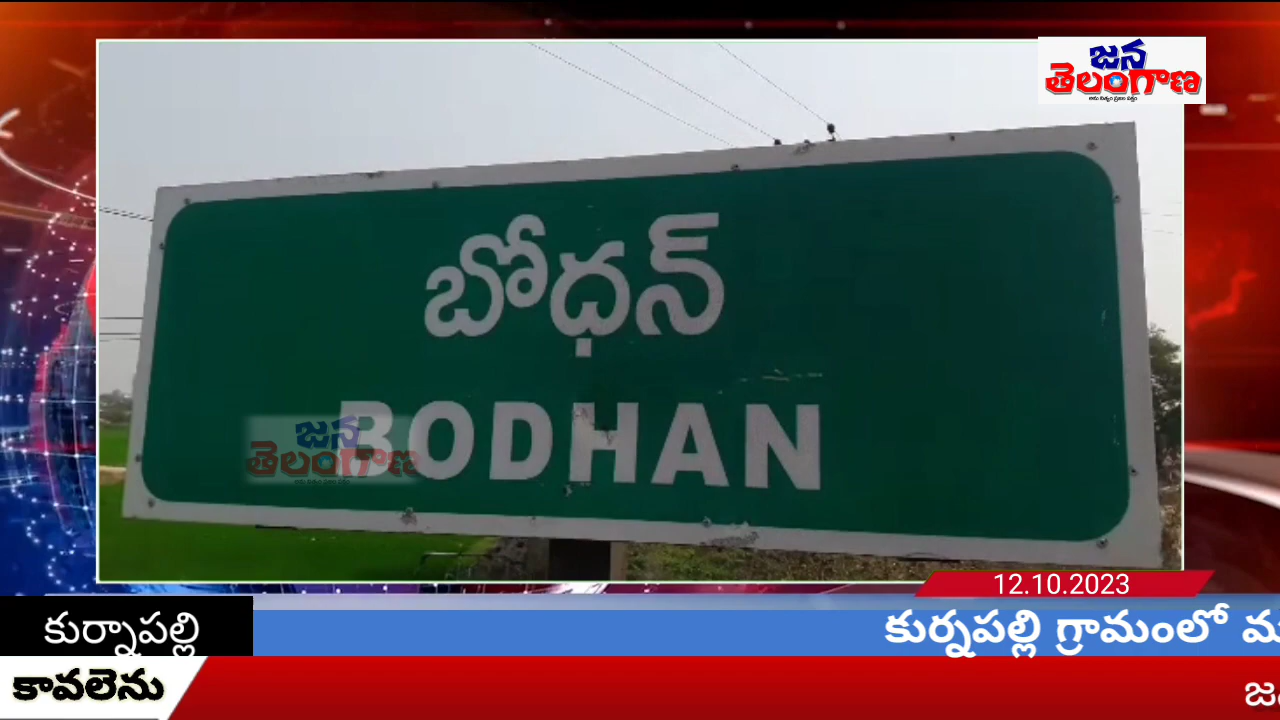 జన
తెలంగాణ
బోధన్
BODHAN
జన
తెలంగాణ
12.10.2023
కుర్నాపల్లి
కుర్నపల్లి గ్రామంలో
కావలెను